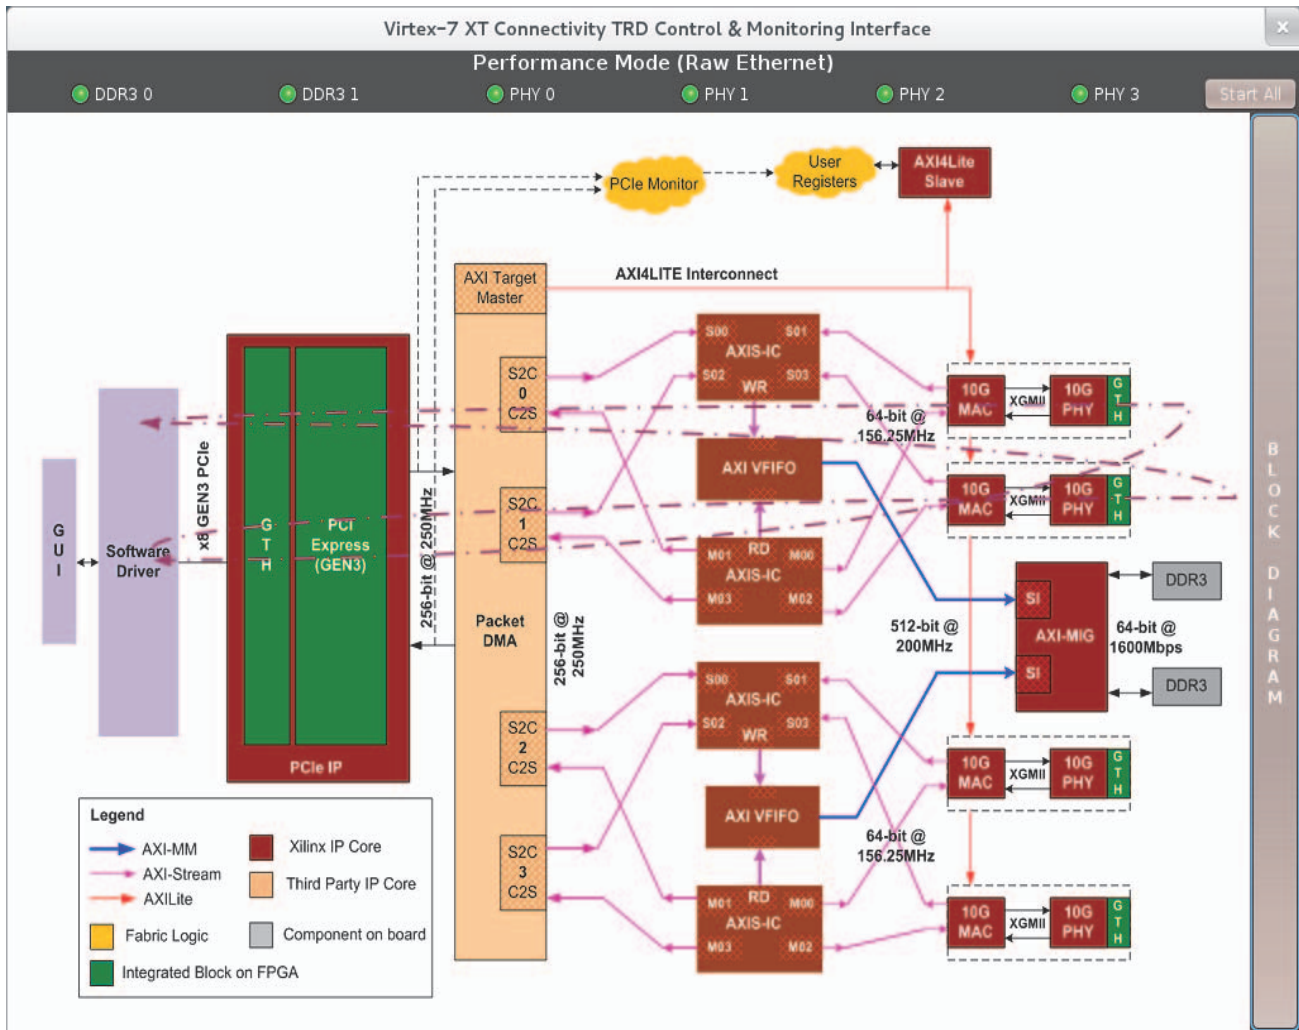 Virtex-7 XT Connectivity TRD Control & Monitoring Interface
x
Performance Mode (Raw Ethernet)
DDR3 0
DDR3 1
PHY 0
PHY 1
PHY 2
PHY 3
Start All
PCIe Monitor
User
Registers
AXI4Lite
Slave
AXI4LITE Interconnect
AXI Target
Master
S2C
0
C2S
S2C
1
C2S
Packet
DMA
S2C
2
C2S
S2C
3
C2S
GUI
Software
Driver
x8 GEN3 PCIe
GTH
PCI
Express
(GEN3)
PCIe IP
256-bit @ 250MHz
256-bit @
250MHz
S00
S01
AXIS-IC
S02
S03
WR
AXI VFIFO
M01
RD
M00
AXIS-IC
M03
M02
64-bit @
156.25MHz
10G
MAC
XGMII
10G
PHY
GTH
10G
MAC
XGMII
10G
PHY
GTH
512-bit @
200MHz
SI
AXI-MIG
SI
64-bit @
1600Mbps
DDR3
DDR3
S00
S01
AXIS-IC
S02
S03
WR
AXI VFIFO
M01
RD
M00
AXIS-IC
M03
M02
64-bit @
156.25MHz
10G
MAC
XGMII
10G
PHY
GTH
10G
MAC
XGMII
10G
PHY
GTH
BLOCK DIAGRAM
Legend
AXI-MM
AXI-Stream
AXILite
Xilinx IP Core
Third Party IP Core
Fabric Logic
Component on board
Integrated Block on FPGA